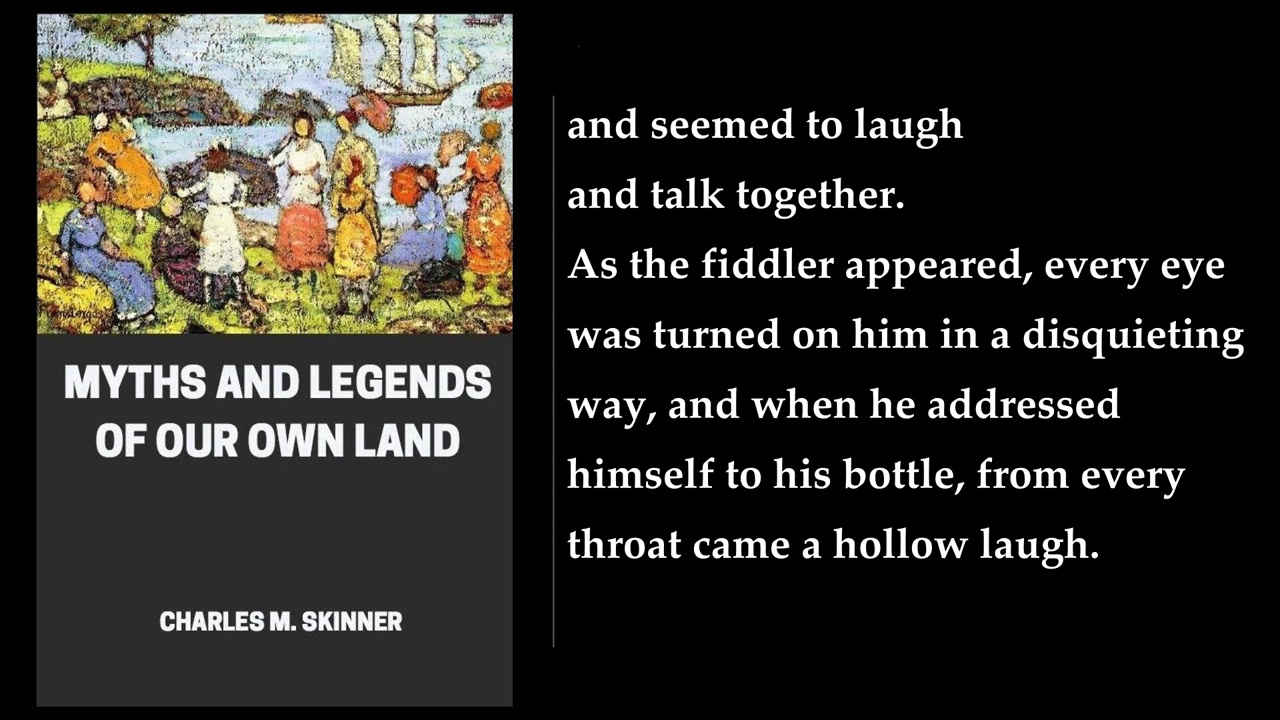 MYTHS AND LEGENDS
OF OUR OWN LAND
CHARLES M. SKINNER
and seemed to laugh
and talk together.
As the fiddler appeared, every eye
was turned on him in a disquieting
way, and when he addressed
himself to his bottle, from every
throat came a hollow laugh.